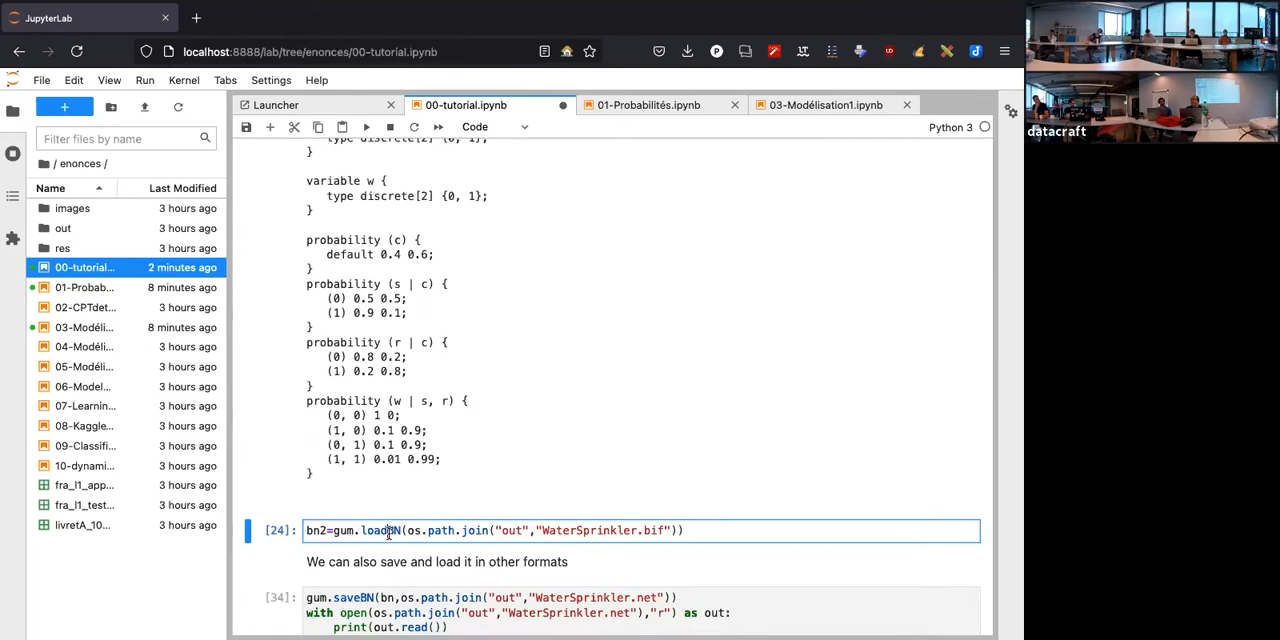 JupyterLab
localhost:8888/lab/tree/enonces/00-tutorial.ipynb
File Edit View Run Kernel Tabs Settings Help
Launcher
00-tutorial.ipynb
01-Probabilités.ipynb
03-Modélisation1.ipynb
Code
Python 3
Filter files by name
/ enonces /
Name Last Modified
images 3 hours ago
out 3 hours ago
res 3 hours ago
00-tutorial... 2 minutes ago
01-Probab... 8 minutes ago
02-CPTdet... 3 hours ago
03-Modéli... 8 minutes ago
04-Modéli... 3 hours ago
05-Modéli... 3 hours ago
06-Model... 3 hours ago
07-Learnin... 3 hours ago
08-Kaggle... 3 hours ago
09-Classifi... 3 hours ago
10-dynami... 3 hours ago
fra_l1_app... 3 hours ago
fra_l1_test... 3 hours ago
livretA_10... 3 hours ago
type discrete[2] {0, 1};
}
variable w {
type discrete[2] {0, 1};
}
probability (c) {
default 0.4 0.6;
}
probability (s | c) {
(0) 0.5 0.5;
(1) 0.9 0.1;
}
probability (r | c) {
(0) 0.8 0.2;
(1) 0.2 0.8;
}
probability (w | s, r) {
(0, 0) 1 0;
(1, 0) 0.1 0.9;
(0, 1) 0.1 0.9;
(1, 1) 0.01 0.99;
}
[24]: bn2=gum.loadBN(os.path.join("out","WaterSprinkler.bif"))
We can also save and load it in other formats
[34]: gum.saveBN(bn,os.path.join("out","WaterSprinkler.net"))
with open(os.path.join("out","WaterSprinkler.net"),"r") as out:
print(out.read())
datacraft